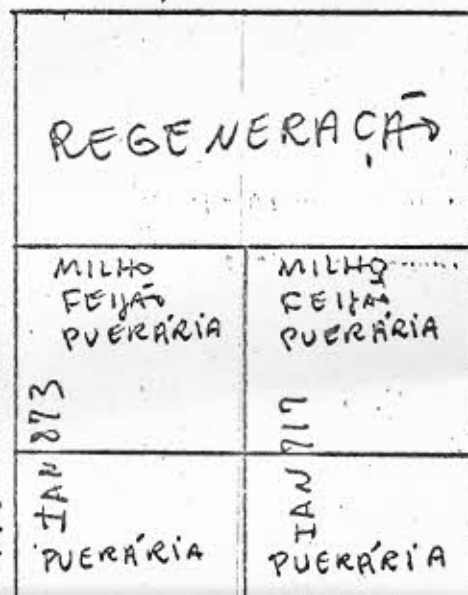 REGENERAÇÃO
MILHO
FEIJÃO
PUERÁRIA
IAN 873
MILHO
FEIJÃO
PUERÁRIA
IAN 717
PUERÁRIA
PUERÁRIA